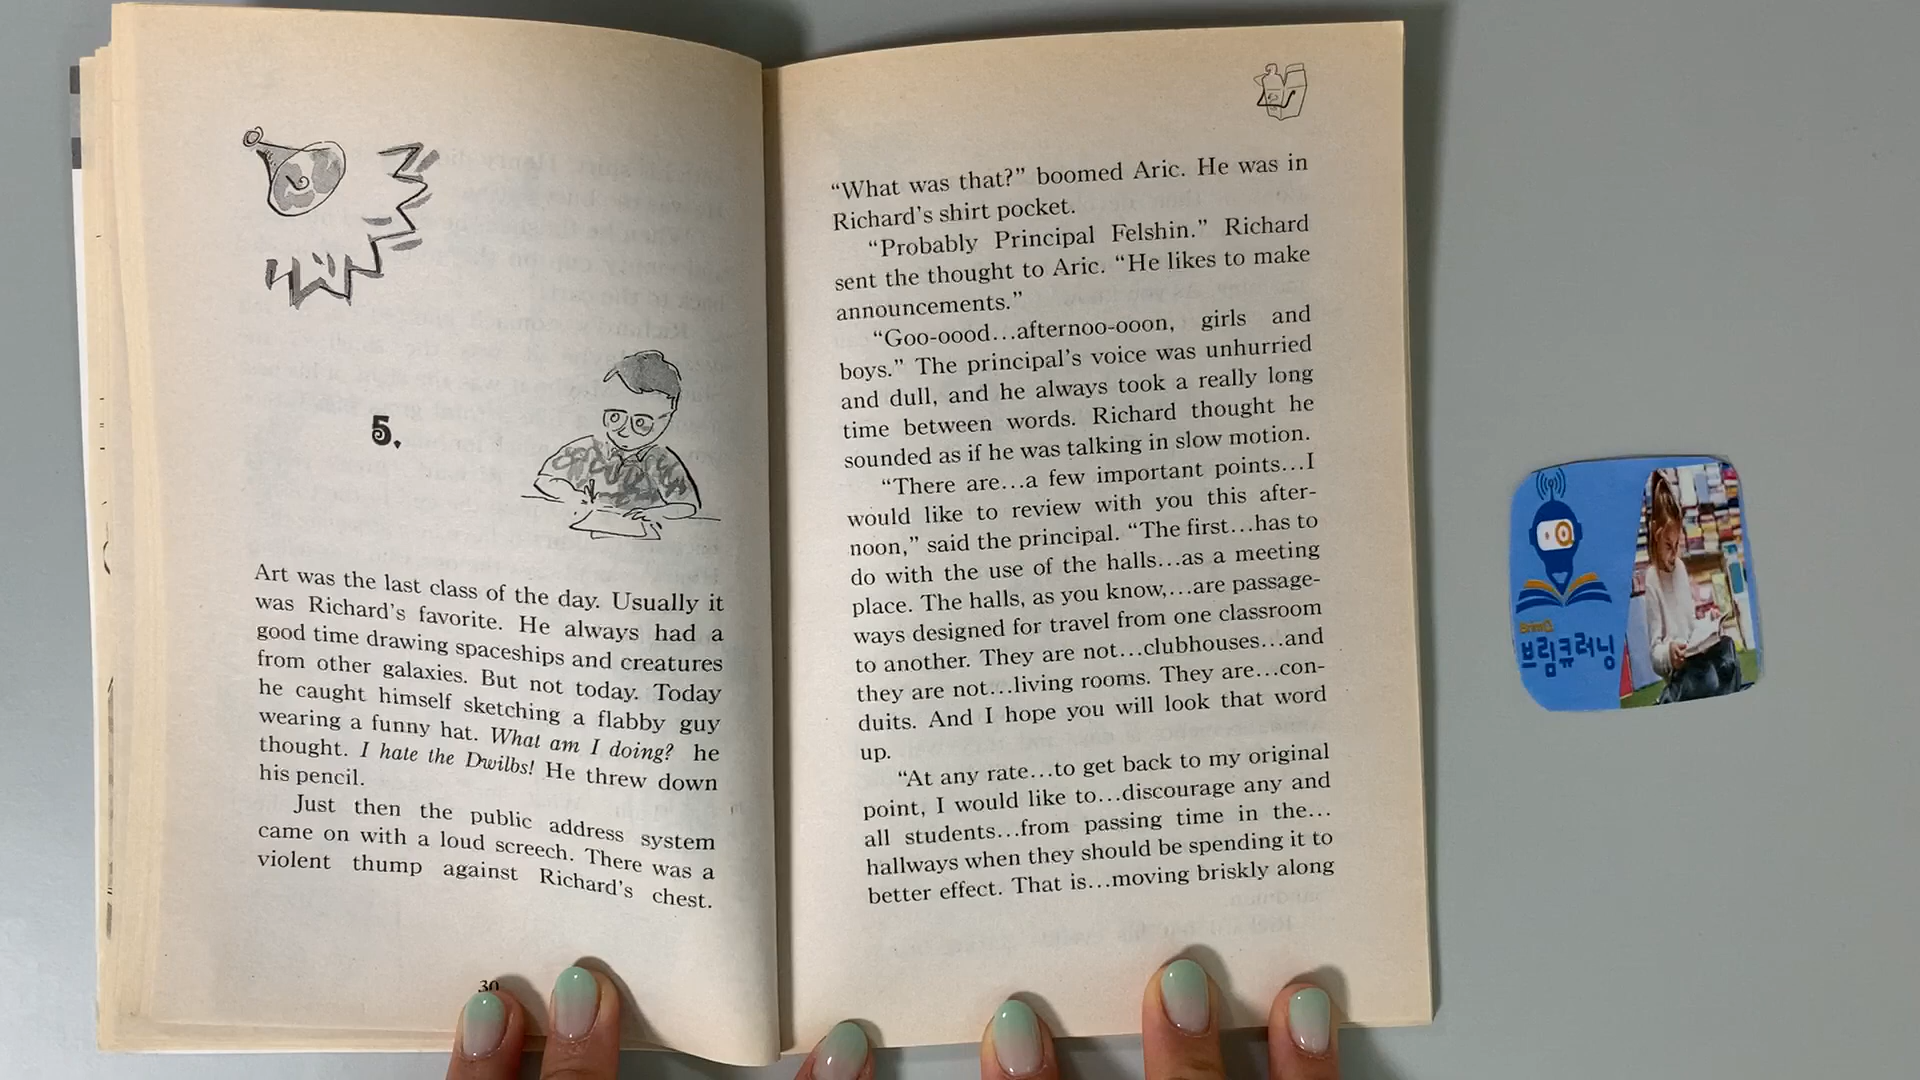 5.
Art was the last class of the day. Usually it
was Richard's favorite. He always had a
good time drawing spaceships and creatures
from other galaxies. But not today. Today
he caught himself sketching a flabby guy
wearing a funny hat. What am I doing? he
thought. I hate the Dwilbs! He threw down
his pencil.
Just then the public address system
came on with a loud screech. There was a
violent thump against Richard's chest.
30
“What was that?” boomed Aric. He was in
Richard's shirt pocket.
“Probably Principal Felshin.” Richard
sent the thought to Aric. “He likes to make
announcements.”
“Goo-oood...afternoo-ooon, girls and
boys.” The principal's voice was unhurried
and dull, and he always took a really long
time between words. Richard thought he
sounded as if he was talking in slow motion.
“There are...a few important points...I
would like to review with you this after-
noon,” said the principal. “The first...has to
do with the use of the halls...as a meeting
place. The halls, as you know,...are passage-
ways designed for travel from one classroom
to another. They are not...clubhouses...and
they are not...living rooms. They are...con-
duits. And I hope you will look that word
up.
“At any rate...to get back to my original
point, I would like to...discourage any and
all students...from passing time in the...
hallways when they should be spending it to
better effect. That is...moving briskly along
BrimQ
브림큐러닝